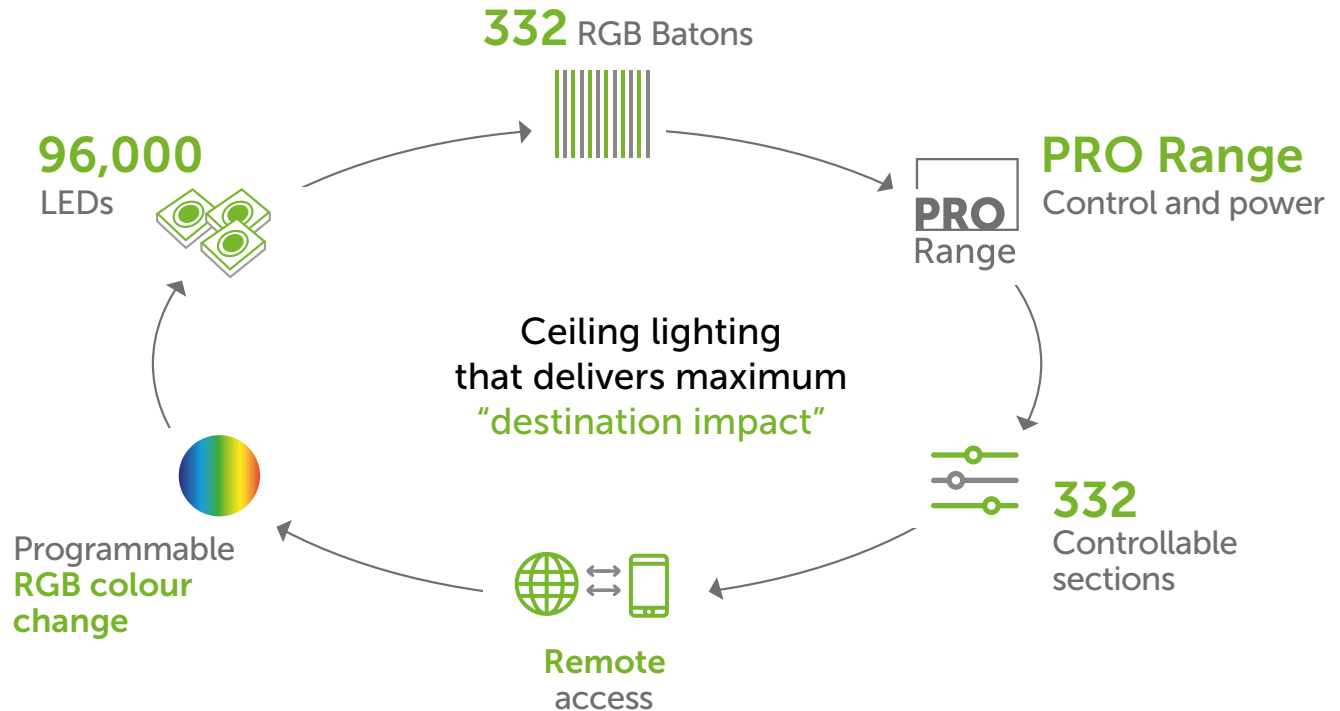 332 RGB Batons
96,000
LEDs
PRO Range
Control and power
PRO
Range
Ceiling lighting
that delivers maximum
“destination impact”
332
Controllable
sections
Programmable
RGB colour
change
Remote
access